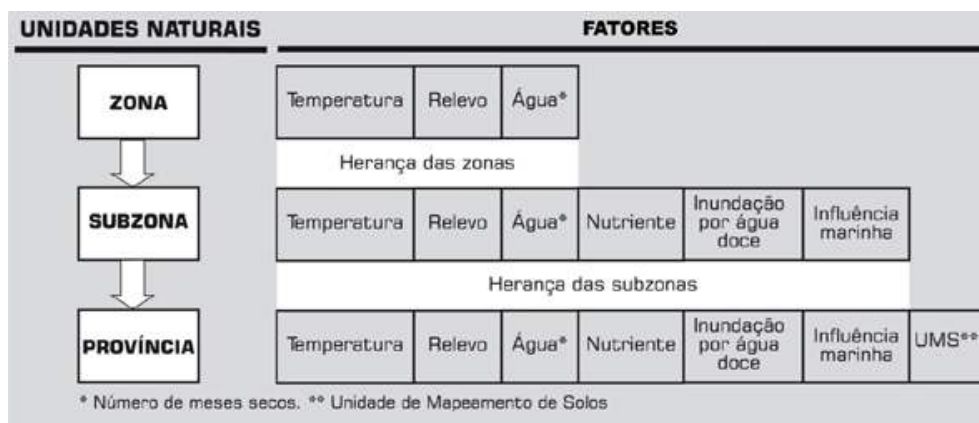 UNIDADES NATURAIS FATORES
ZONA Temperatura Relevo Água*
Herança das zonas
SUBZONA Temperatura Relevo Água* Nutriente Inundação por água doce Influência marinha
Herança das subzonas
PROVÍNCIA Temperatura Relevo Água* Nutriente Inundação por água doce Influência marinha UMS**
* Número de meses secos. ** Unidade de Mapeamento de Solos